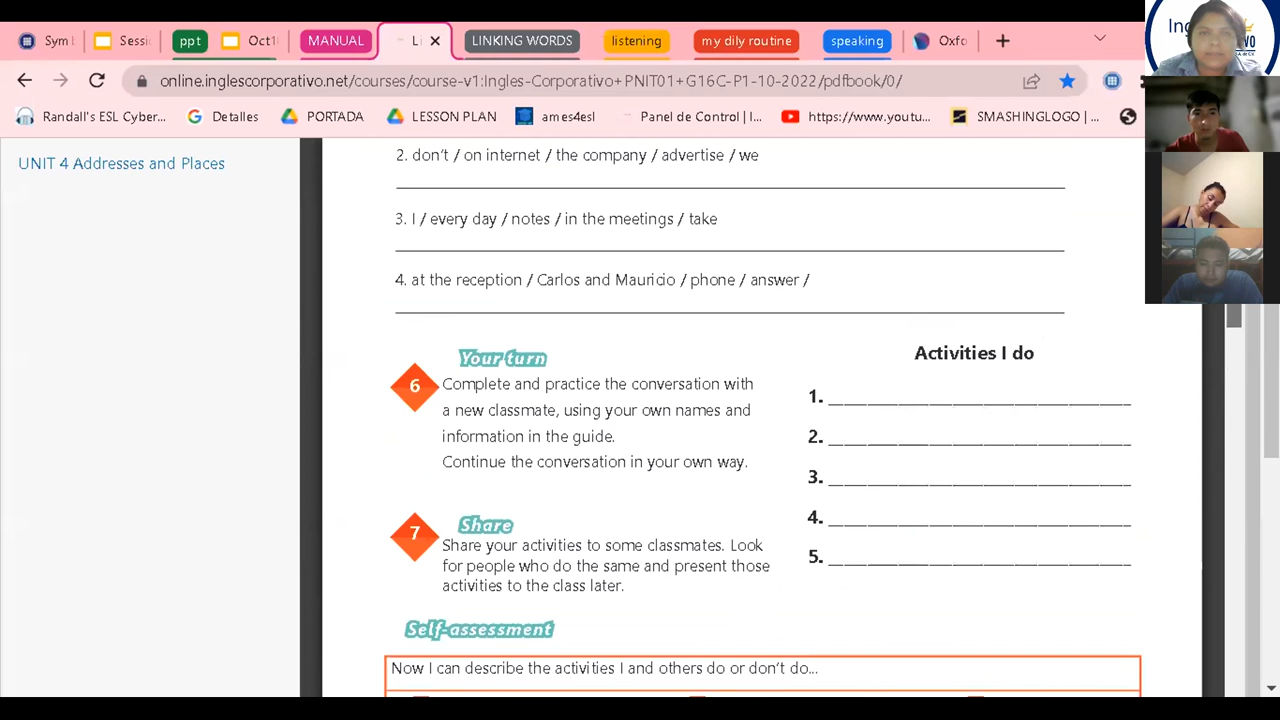 Sym
Sessi
ppt
Oct1
MANUAL
Li
LINKING WORDS
listening
my dily routine
speaking
Oxfo
online.inglescorporativo.net/courses/course-v1:Ingles-Corporativo+PNIT01+G16C-P1-10-2022/pdfbook/0/
Randall's ESL Cyber...
Detalles
PORTADA
LESSON PLAN
ames4esl
Panel de Control | I...
https://www.youtu...
SMASHINGLOGO | ...
UNIT 4 Addresses and Places
2. don't / on internet / the company / advertise / we
3. I / every day / notes / in the meetings / take
4. at the reception / Carlos and Mauricio / phone / answer /
Your turn
6
Complete and practice the conversation with
a new classmate, using your own names and
information in the guide.
Continue the conversation in your own way.
Activities I do
1.
2.
3.
4.
5.
Share
7
Share your activities to some classmates. Look
for people who do the same and present those
activities to the class later.
Self-assessment
Now I can describe the activities I and others do or don't do...